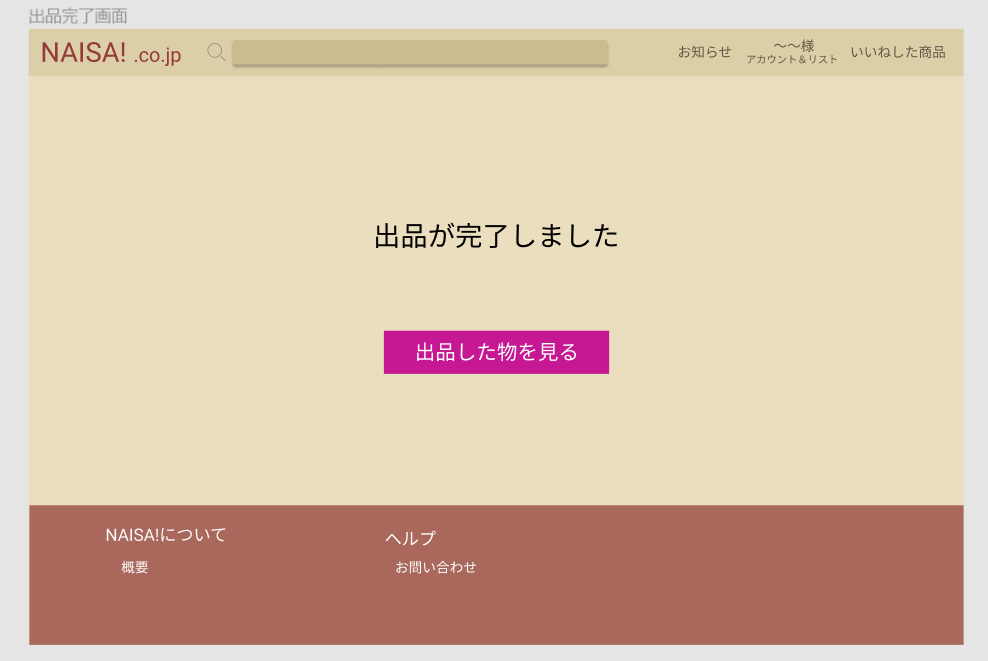 出品完了画面
NAISA! .co.jp
お知らせ
〜〜様
アカウント＆リスト
いいねした商品
出品が完了しました
出品した物を見る
NAISA!について
ヘルプ
概要
お問い合わせ